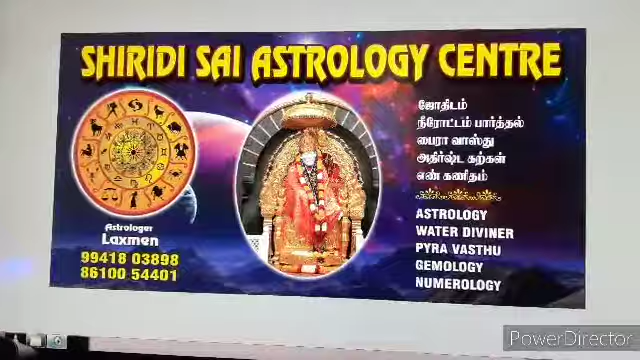 SHIRIDI SAI ASTROLOGY CENTRE
ஜோதிடம்
நீரோட்டம் பார்த்தல்
பைரா வாஸ்து
அதிர்ஷ்ட கற்கள்
எண் கணிதம்
ASTROLOGY
WATER DIVINER
PYRA VASTHU
GEMOLOGY
NUMEROLOGY
Astrologer
Laxmen
99418 03898
86100 54401
PowerDirector